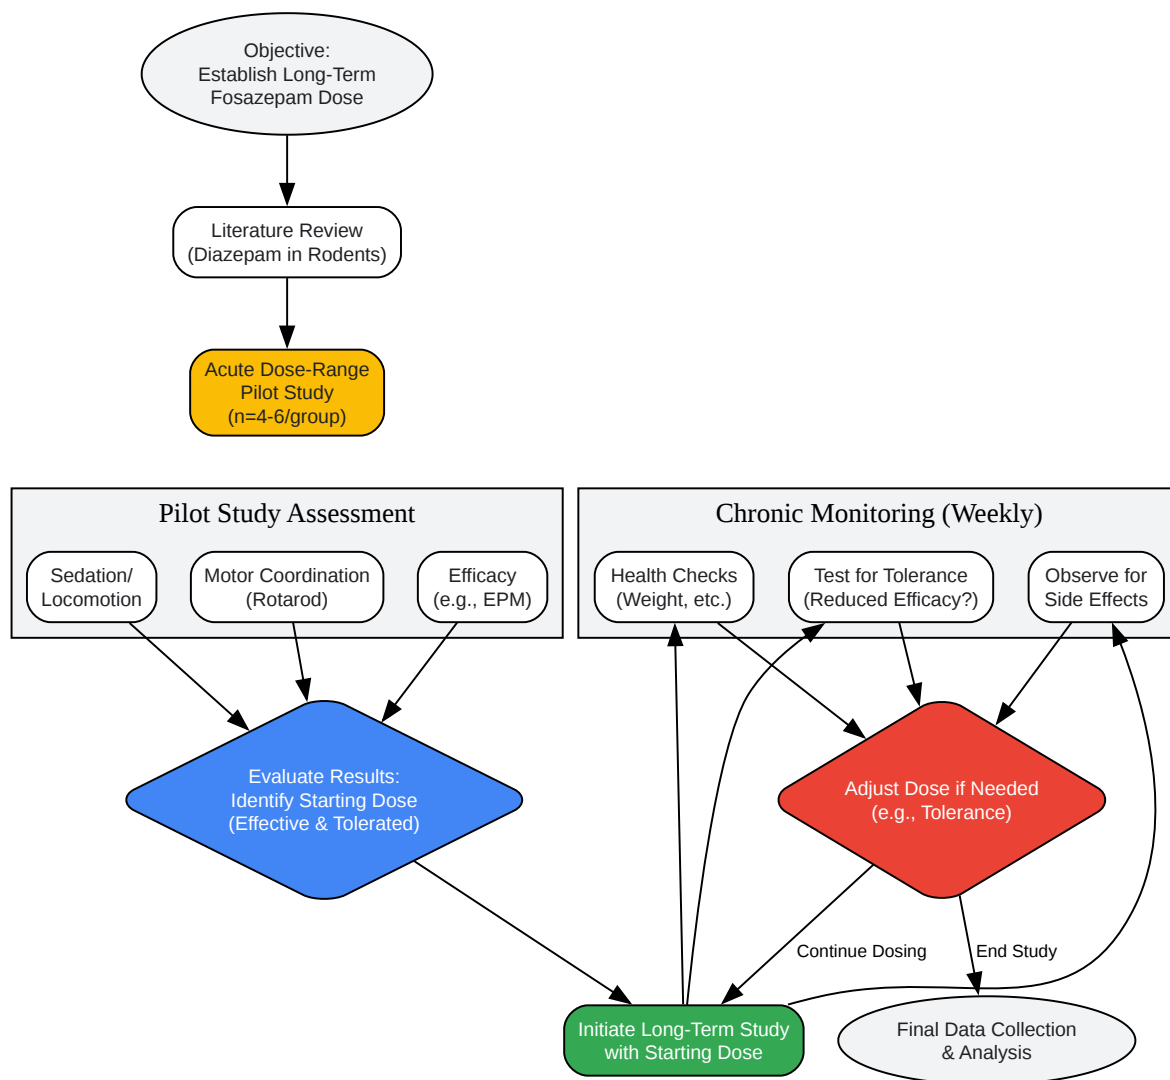 Objective:
Establish Long-Term
Fosazepam Dose
Literature Review
(Diazepam in Rodents)
Acute Dose-Range
Pilot Study
(n=4-6/group)
Pilot Study Assessment
Sedation/
Locomotion
Motor Coordination
(Rotarod)
Efficacy
(e.g., EPM)
Chronic Monitoring (Weekly)
Health Checks
(Weight, etc.)
Test for Tolerance
(Reduced Efficacy?)
Observe for
Side Effects
Evaluate Results:
Identify Starting Dose
(Effective & Tolerated)
Adjust Dose if Needed
(e.g., Tolerance)
Continue Dosing
End Study
Initiate Long-Term Study
with Starting Dose
Final Data Collection
& Analysis